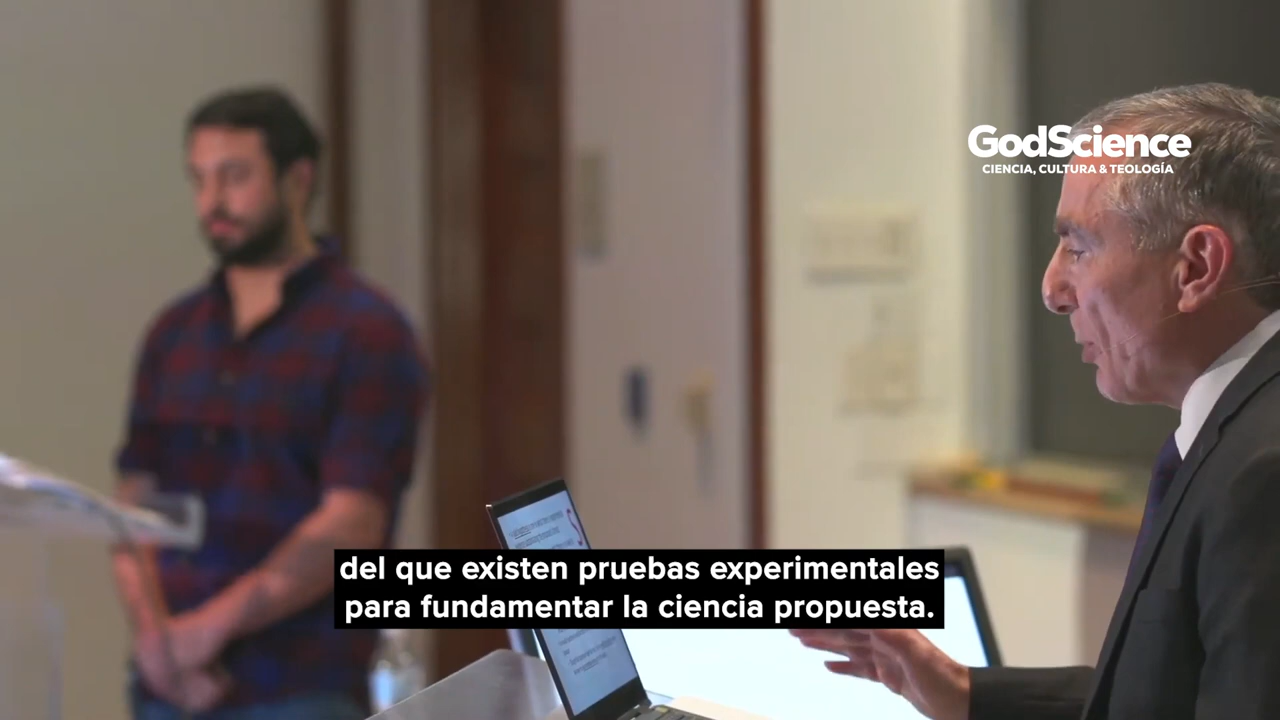 GodScience
CIENCIA, CULTURA & TEOLOGÍA
del que existen pruebas experimentales
para fundamentar la ciencia propuesta.